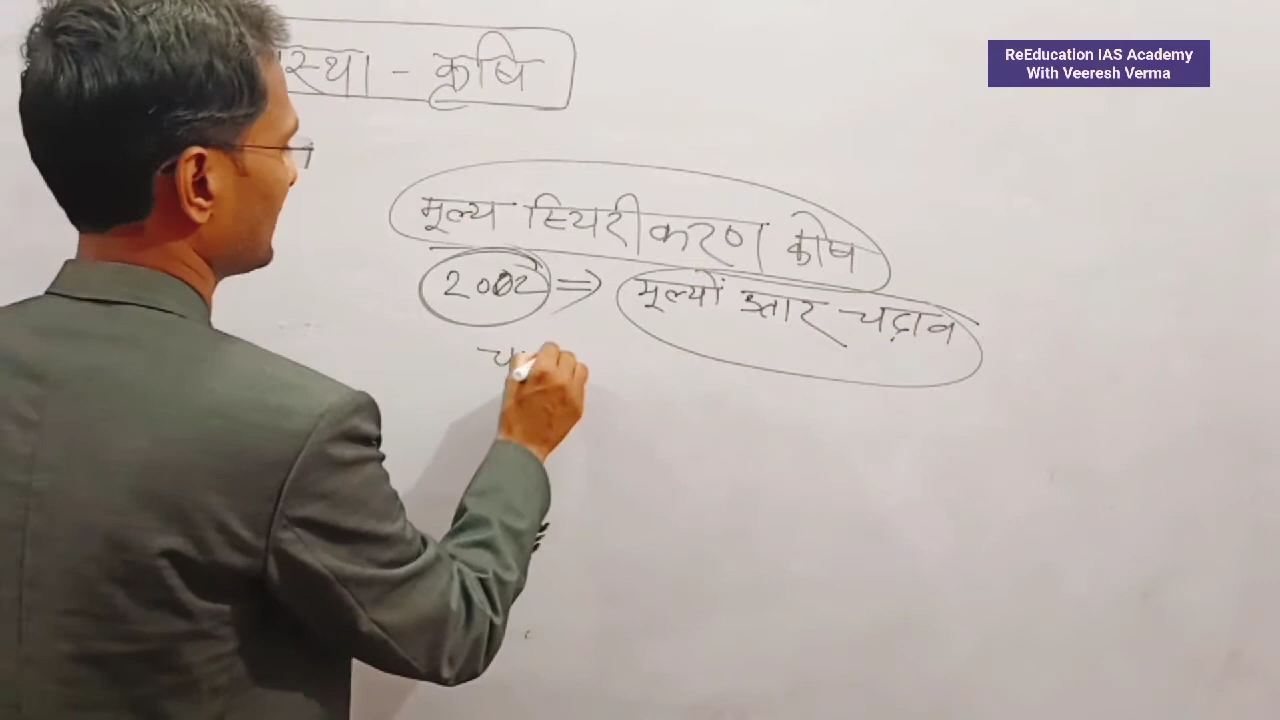 ReEducation IAS Academy
With Veeresh Verma
स्था - कृषि
मूल्य स्थिरीकरण कोष
मूल्यों उतार चढ़ाव